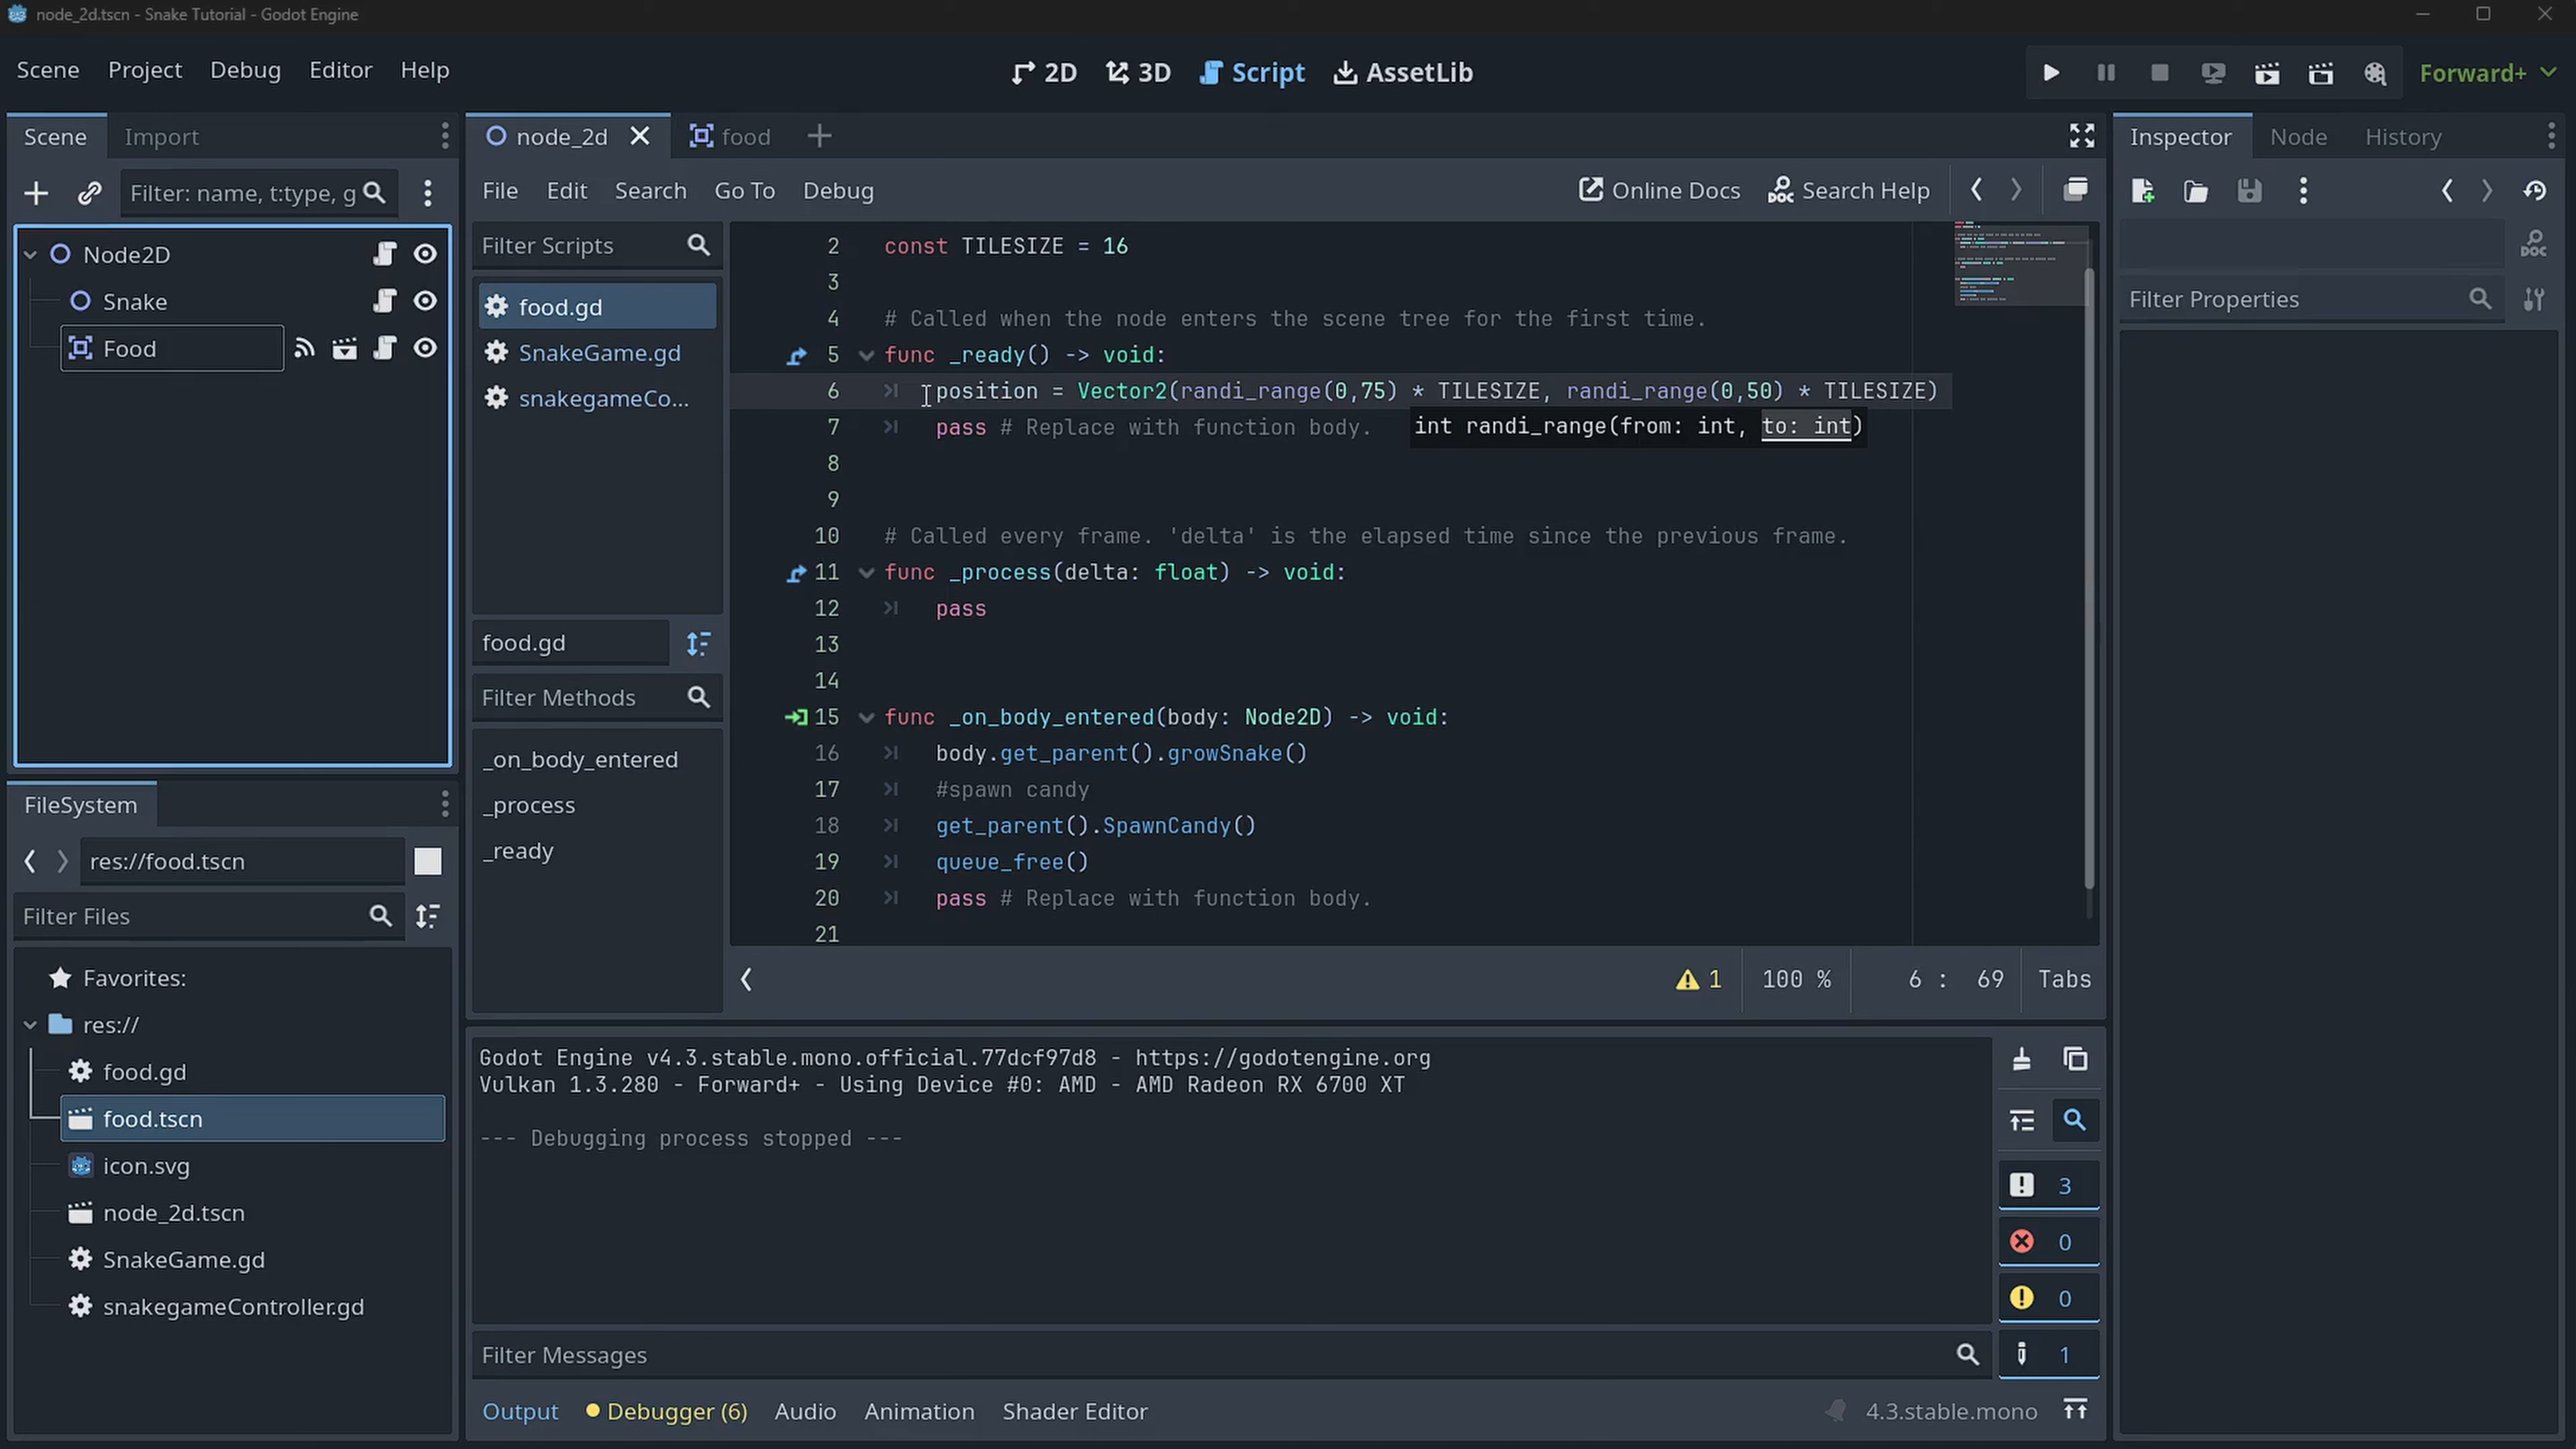 node_2d.tscn - Snake Tutorial - Godot Engine
Scene Project Debug Editor Help
2D 3D Script AssetLib
Forward+
Scene Import
Filter: name, t:type, g
Node2D
Snake
Food
node_2d food
File Edit Search Go To Debug
Online Docs Search Help
Filter Scripts
food.gd
SnakeGame.gd
snakegameCo...
food.gd
Filter Methods
_on_body_entered
_process
_ready
2 const TILESIZE = 16
3
4 # Called when the node enters the scene tree for the first time.
5 func _ready() -> void:
6 position = Vector2(randi_range(0,75) * TILESIZE, randi_range(0,50) * TILESIZE)
7 pass # Replace with function body.
int randi_range(from: int, to: int)
8
9
10 # Called every frame. 'delta' is the elapsed time since the previous frame.
11 func _process(delta: float) -> void:
12 pass
13
14
15 func _on_body_entered(body: Node2D) -> void:
16 body.get_parent().growSnake()
17 #spawn candy
18 get_parent().SpawnCandy()
19 queue_free()
20 pass # Replace with function body.
21
1 100 % 6 : 69 Tabs
Inspector Node History
DOC
Filter Properties
FileSystem
res://food.tscn
Filter Files
Favorites:
res://
food.gd
food.tscn
icon.svg
node_2d.tscn
SnakeGame.gd
snakegameController.gd
Godot Engine v4.3.stable.mono.official.77dcf97d8 - https://godotengine.org
Vulkan 1.3.280 - Forward+ - Using Device #0: AMD - AMD Radeon RX 6700 XT
--- Debugging process stopped ---
3
0
0
1
Filter Messages
Output Debugger (6) Audio Animation Shader Editor
4.3.stable.mono